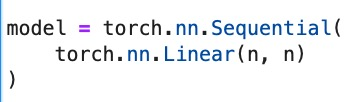 model = torch.nn.Sequential(
    torch.nn.Linear(n, n)
)